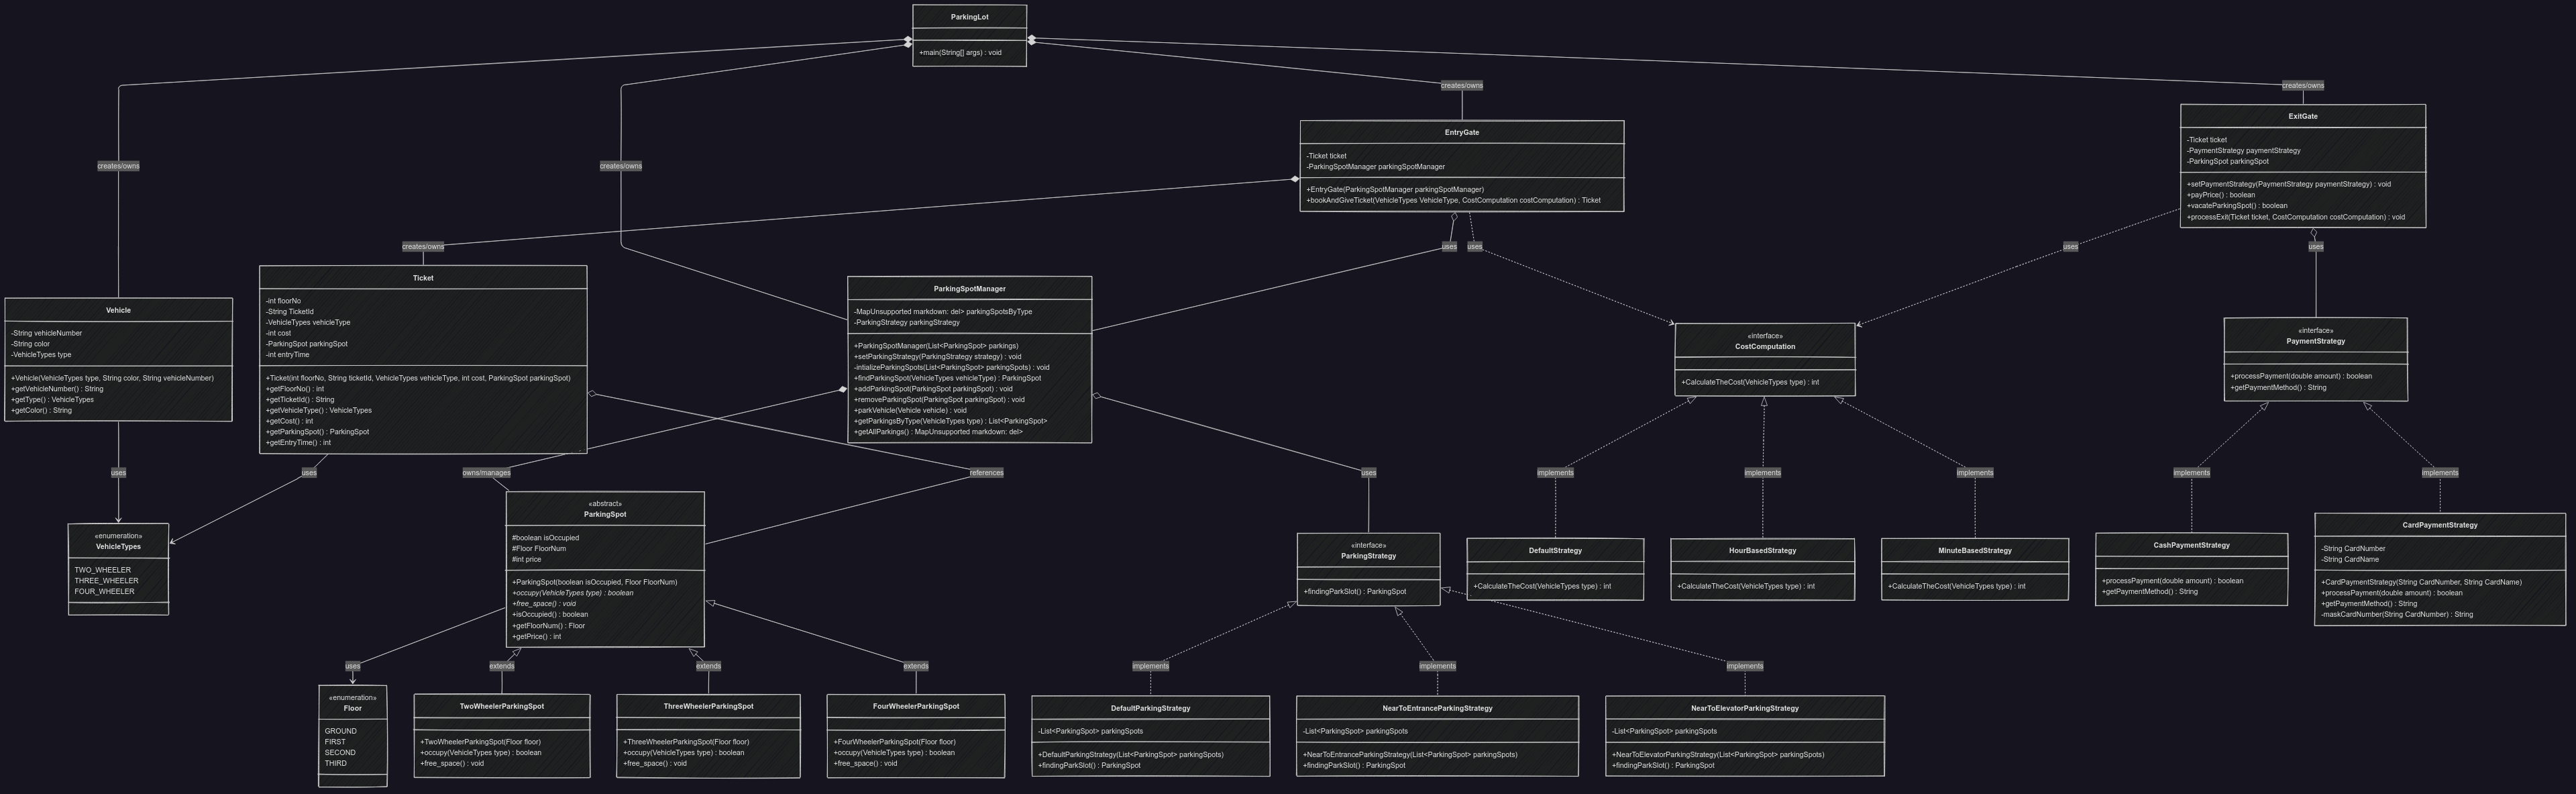 ParkingLot
+main(String[] args) : void
creates/owns
creates/owns
creates/owns
creates/owns
EntryGate
-Ticket ticket
-ParkingSpotManager parkingSpotManager
+EntryGate(ParkingSpotManager parkingSpotManager)
+bookAndGiveTicket(VehicleTypes VehicleType, CostComputation costComputation) : Ticket
ExitGate
-Ticket ticket
-PaymentStrategy paymentStrategy
-ParkingSpot parkingSpot
+setPaymentStrategy(PaymentStrategy paymentStrategy) : void
+payPrice() : boolean
+vacateParkingSpot() : boolean
+processExit(Ticket ticket, CostComputation costComputation) : void
creates/owns
uses
uses
uses
uses
Vehicle
-String vehicleNumber
-String color
-VehicleTypes type
+Vehicle(VehicleTypes type, String color, String vehicleNumber)
+getVehicleNumber() : String
+getType() : VehicleTypes
+getColor() : String
Ticket
-int floorNo
-String TicketId
-VehicleTypes vehicleType
-int cost
-ParkingSpot parkingSpot
-int entryTime
+Ticket(int floorNo, String ticketId, VehicleTypes vehicleType, int cost, ParkingSpot parkingSpot)
+getFloorNo() : int
+getTicketId() : String
+getVehicleType() : VehicleTypes
+getCost() : int
+getParkingSpot() : ParkingSpot
+getEntryTime() : int
ParkingSpotManager
-MapUnsupported markdown: del> parkingSpotsByType
-ParkingStrategy parkingStrategy
+ParkingSpotManager(List<ParkingSpot> parkings)
+setParkingStrategy(ParkingStrategy strategy) : void
-intializeParkingSpots(List<ParkingSpot> parkingSpots) : void
+findParkingSpot(VehicleTypes vehicleType) : ParkingSpot
+addParkingSpot(ParkingSpot parkingSpot) : void
+removeParkingSpot(ParkingSpot parkingSpot) : void
+parkVehicle(Vehicle vehicle) : void
+getParkingsByType(VehicleTypes type) : List<ParkingSpot>
+getAllParkings() : MapUnsupported markdown: del>
«interface»
CostComputation
+CalculateTheCost(VehicleTypes type) : int
«interface»
PaymentStrategy
+processPayment(double amount) : boolean
+getPaymentMethod() : String
uses
uses
owns/manages
references
uses
implements
implements
implements
implements
implements
«enumeration»
VehicleTypes
TWO_WHEELER
THREE_WHEELER
FOUR_WHEELER
«abstract»
ParkingSpot
#boolean isOccupied
#Floor FloorNum
#int price
+ParkingSpot(boolean isOccupied, Floor FloorNum)
+occupy(VehicleTypes type) : boolean
+free_space() : void
+isOccupied() : boolean
+getFloorNum() : Floor
+getPrice() : int
«interface»
ParkingStrategy
+findingParkSlot() : ParkingSpot
DefaultStrategy
+CalculateTheCost(VehicleTypes type) : int
HourBasedStrategy
+CalculateTheCost(VehicleTypes type) : int
MinuteBasedStrategy
+CalculateTheCost(VehicleTypes type) : int
CashPaymentStrategy
+processPayment(double amount) : boolean
+getPaymentMethod() : String
CardPaymentStrategy
-String CardNumber
-String CardName
+CardPaymentStrategy(String CardNumber, String CardName)
+processPayment(double amount) : boolean
+getPaymentMethod() : String
-maskCardNumber(String CardNumber) : String
uses
extends
extends
extends
implements
implements
implements
«enumeration»
Floor
GROUND
FIRST
SECOND
THIRD
TwoWheelerParkingSpot
+TwoWheelerParkingSpot(Floor floor)
+occupy(VehicleTypes type) : boolean
+free_space() : void
ThreeWheelerParkingSpot
+ThreeWheelerParkingSpot(Floor floor)
+occupy(VehicleTypes type) : boolean
+free_space() : void
FourWheelerParkingSpot
+FourWheelerParkingSpot(Floor floor)
+occupy(VehicleTypes type) : boolean
+free_space() : void
DefaultParkingStrategy
-List<ParkingSpot> parkingSpots
+DefaultParkingStrategy(List<ParkingSpot> parkingSpots)
+findingParkSlot() : ParkingSpot
NearToEntranceParkingStrategy
-List<ParkingSpot> parkingSpots
+NearToEntranceParkingStrategy(List<ParkingSpot> parkingSpots)
+findingParkSlot() : ParkingSpot
NearToElevatorParkingStrategy
-List<ParkingSpot> parkingSpots
+NearToElevatorParkingStrategy(List<ParkingSpot> parkingSpots)
+findingParkSlot() : ParkingSpot